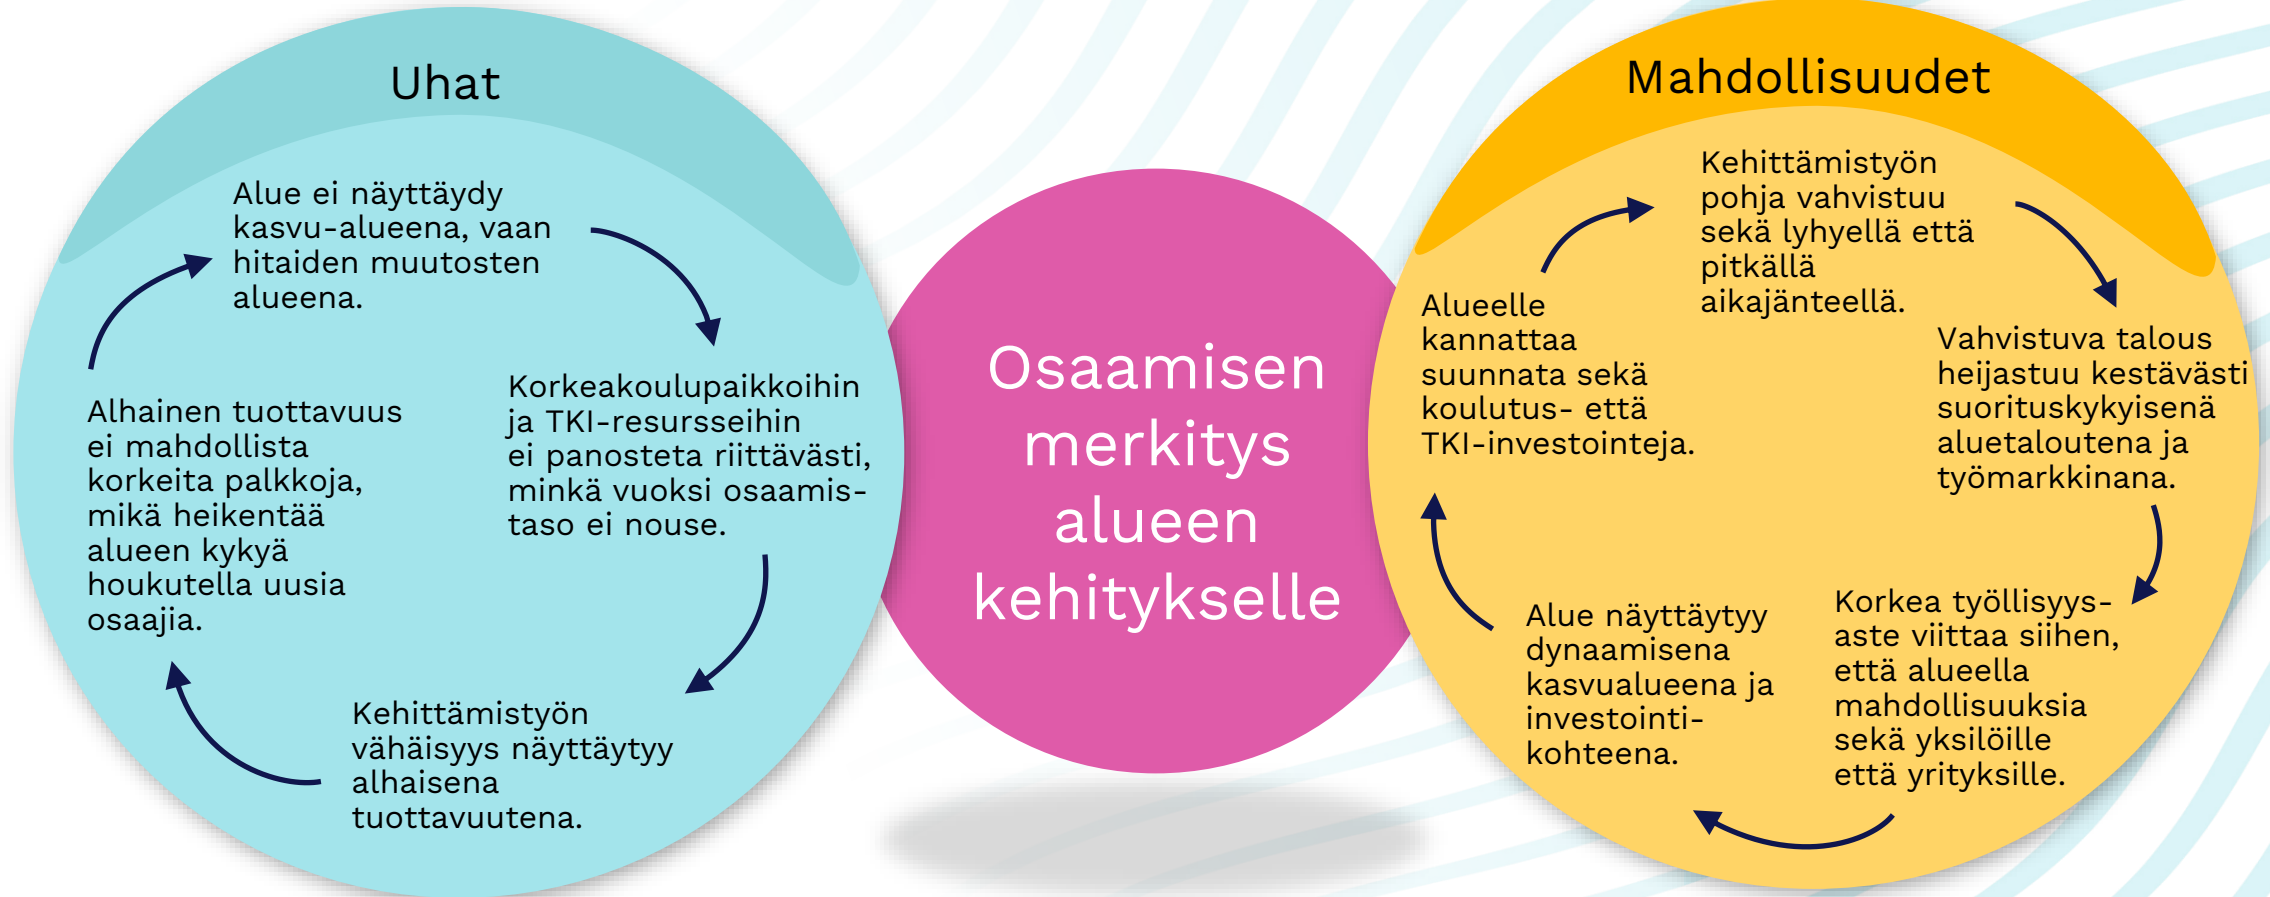 Uhat
Alue ei näyttäydy
kasvu-alueena, vaan
hitaiden muutosten
alueena.
Korkeakoulupaikkoihin
ja TKI-resursseihin
ei panosteta riittävästi,
minkä vuoksi osaamis-
taso ei nouse.
Kehittämistyön
vähäisyys näyttäytyy
alhaisena
tuottavuutena.
Alhainen tuottavuus
ei mahdollista
korkeita palkkoja,
mikä heikentää
alueen kykyä
houkutella uusia
osaajia.
Osaamisen
merkitys
alueen
kehitykselle
Mahdollisuudet
Kehittämistyön
pohja vahvistuu
sekä lyhyellä että
pitkällä
aikajänteellä.
Vahvistuva talous
heijastuu kestävästi
suorituskykyisenä
aluetaloutena ja
työmarkkinana.
Korkea työllisyys-
aste viittaa siihen,
että alueella
mahdollisuuksia
sekä yksilöille
että yrityksille.
Alue näyttäytyy
dynaamisena
kasvualueena ja
investointi-
kohteena.
Alueelle
kannattaa
suunnata sekä
koulutus- että
TKI-investointeja.